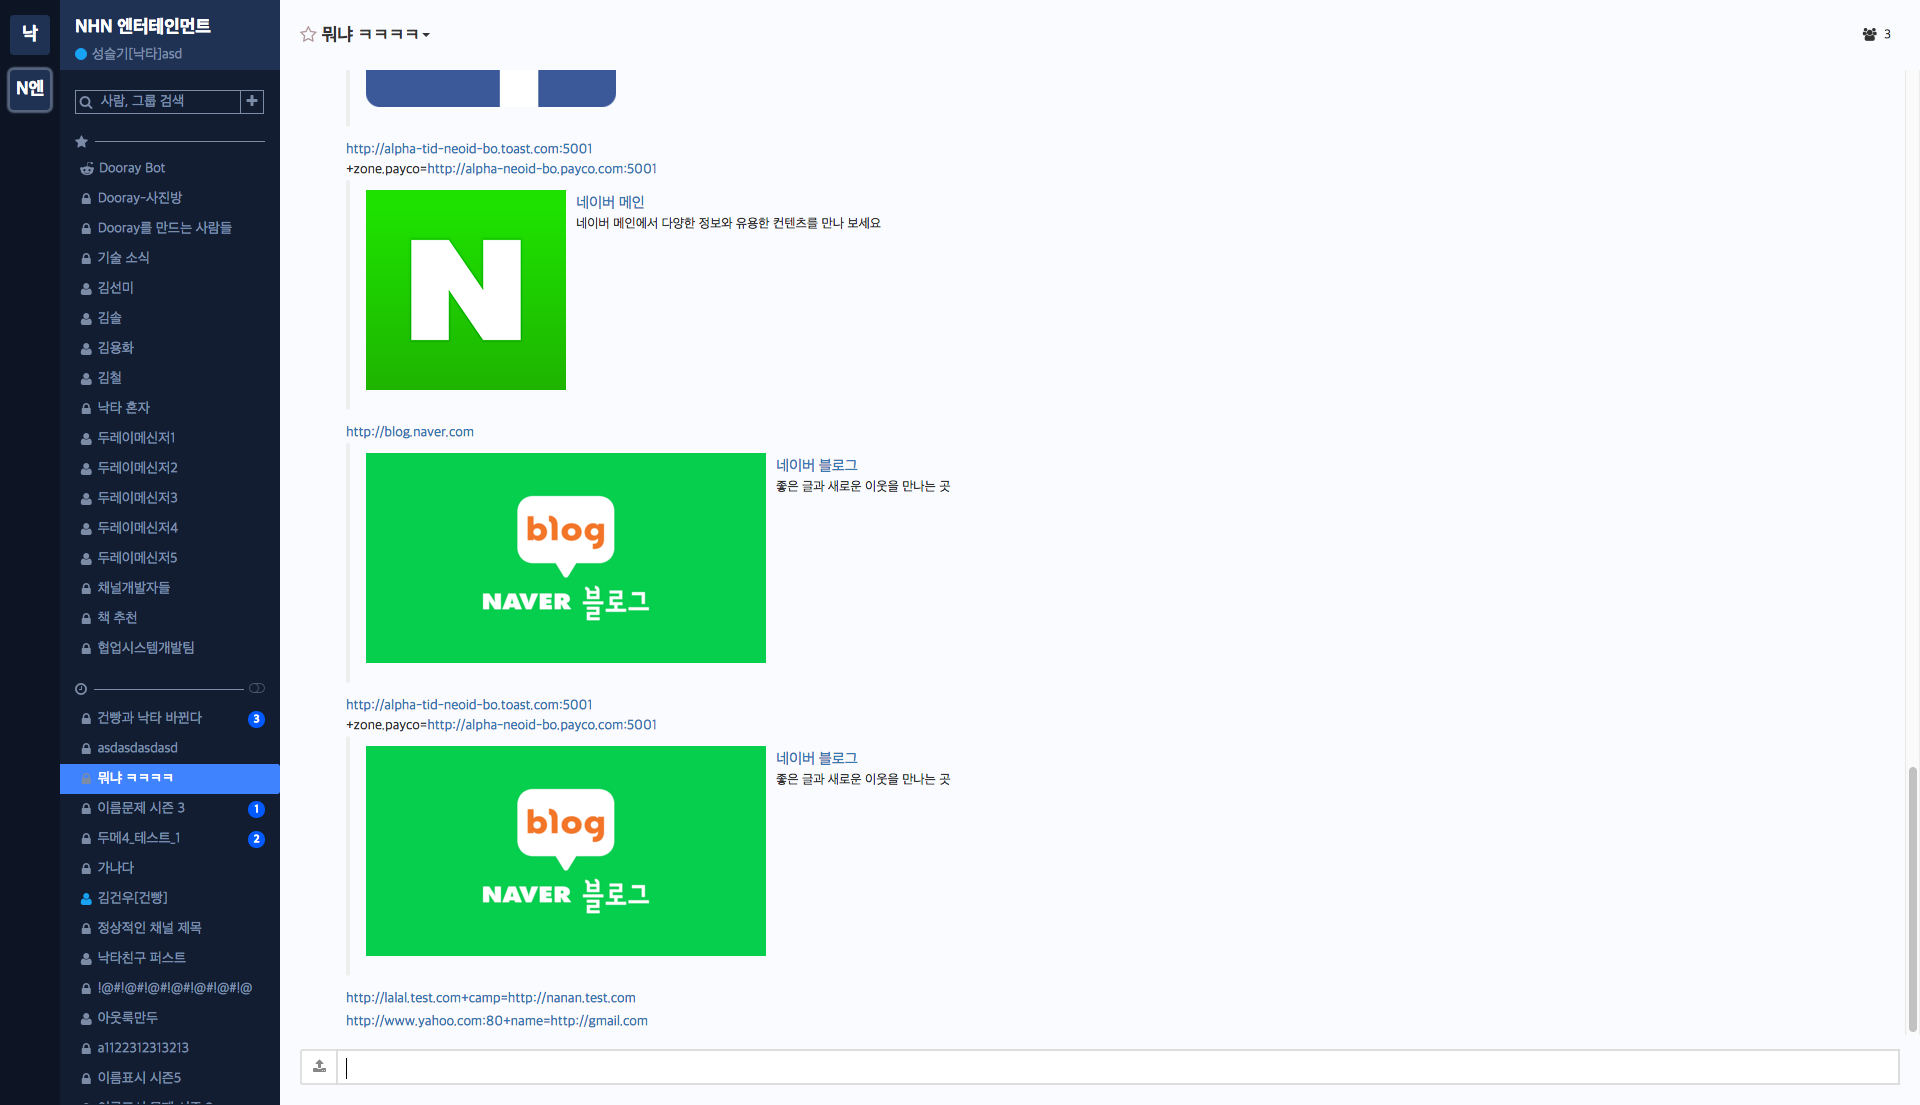 낙
N엔
NHN 엔터테인먼트
성슬기[낙타]asd
사람, 그룹 검색
Dooray Bot
Dooray-사진방
Dooray를 만드는 사람들
기술 소식
김선미
김솔
김용화
김철
낙타 혼자
두레이메신저1
두레이메신저2
두레이메신저3
두레이메신저4
두레이메신저5
채널개발자들
책 추천
협업시스템개발팀
건빵과 낙타 바뀐다 3
asdasdasdasd
뭐냐 ㅋㅋㅋㅋ
이름문제 시즌 3 1
두메4_테스트_1 2
가나다
김건우[건빵]
정상적인 채널 제목
낙타친구 퍼스트
!@#!@#!@#!@#!@#!@#!@
아웃룩만두
a1122312313213
이름표시 시즌5
뭐냐 ㅋㅋㅋㅋ
3
http://alpha-tid-neoid-bo.toast.com:5001
+zone.payco=http://alpha-neoid-bo.payco.com:5001
N
네이버 메인
네이버 메인에서 다양한 정보와 유용한 컨텐츠를 만나 보세요
http://blog.naver.com
blog
NAVER 블로그
네이버 블로그
좋은 글과 새로운 이웃을 만나는 곳
http://alpha-tid-neoid-bo.toast.com:5001
+zone.payco=http://alpha-neoid-bo.payco.com:5001
blog
NAVER 블로그
네이버 블로그
좋은 글과 새로운 이웃을 만나는 곳
http://lalal.test.com+camp=http://nanan.test.com
http://www.yahoo.com:80+name=http://gmail.com